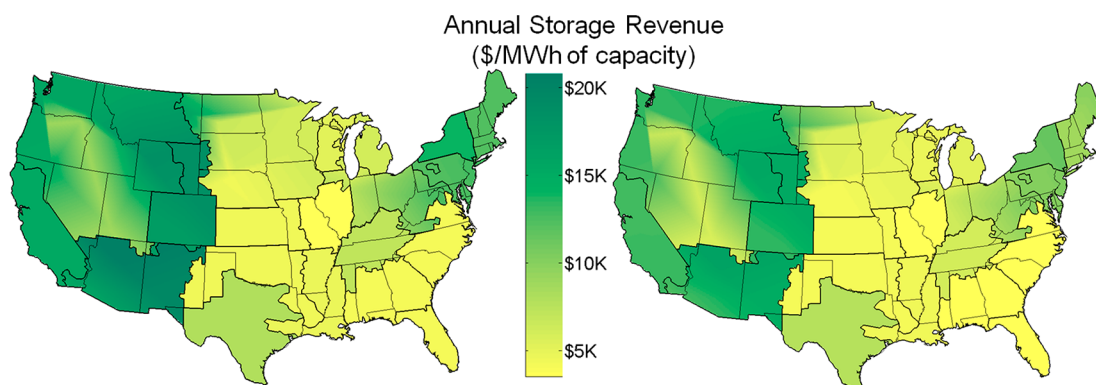 Annual Storage Revenue
($/MWh of capacity)
$20K
$15K
$10K
$5K